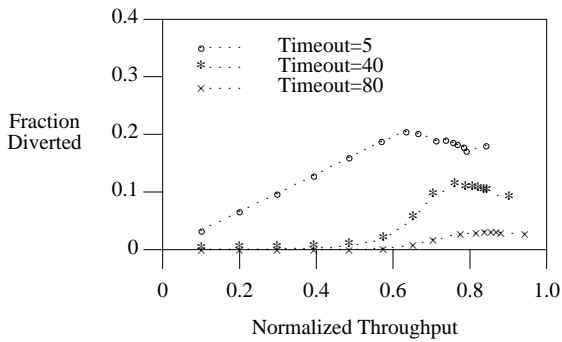 0.4
Timeout=5
Timeout=40
Timeout=80
0.3
Fraction
Diverted
0.2
0.1
0
0
0.2
0.4
0.6
0.8
1.0
Normalized Throughput